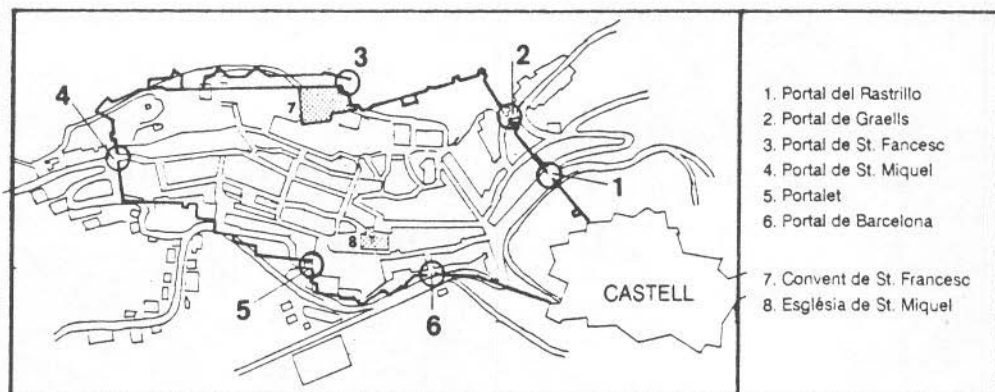 3
2
4
7
1
8
5
6
CASTELL
1. Portal del Rastrillo
2. Portal de Graells
3. Portal de St. Fancesc
4. Portal de St. Miquel
5. Portalet
6. Portal de Barcelona
7. Convent de St. Francesc
8. Església de St. Miquel